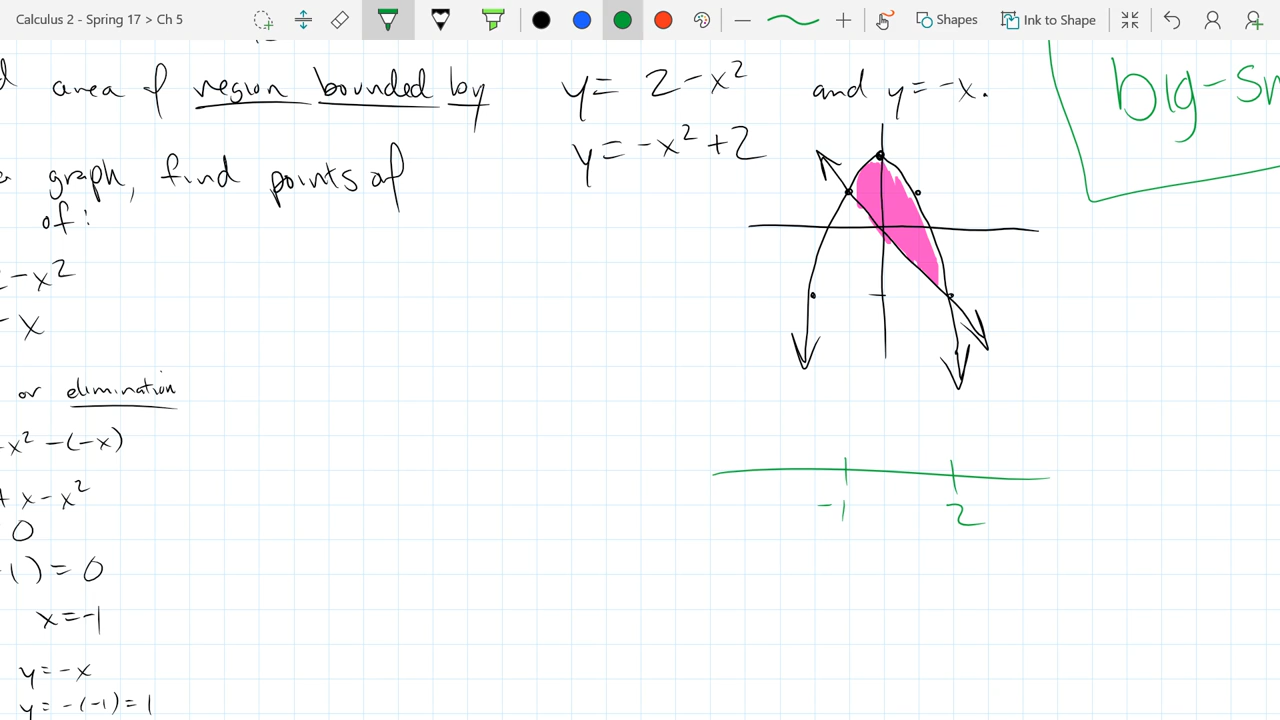 Calculus 2 - Spring 17 > Ch 5
Shapes
Ink to Shape
area of region bounded by y = 2 - x² and y = -x.
y = -x² + 2
graph, find points of
of:
- x²
- x
or elimination
x² - (-x)
+ x - x²
0
1) = 0
x = -1
y = -x
y = -(-1) = 1
big - sm
-1 2